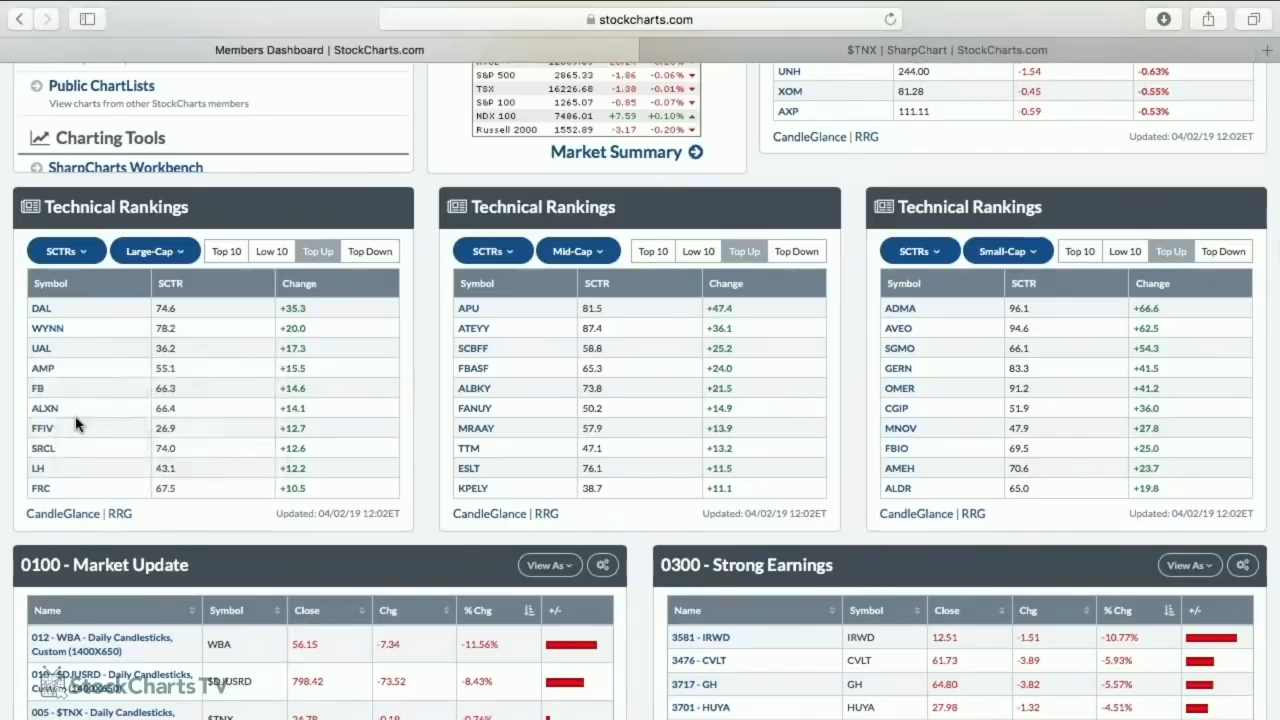 stockcharts.com
Members Dashboard | StockCharts.com
$TNX | SharpChart | StockCharts.com
Public ChartLists
View charts from other StockCharts members
Charting Tools
SharpCharts Workbench
S&P 500 2865.33 -1.86 -0.06%
TSX 16226.68 -1.38 -0.01%
S&P 100 1265.07 -0.85 -0.07%
NDX 100 7486.01 +7.59 +0.10%
Russell 2000 1552.89 -3.17 -0.20%
Market Summary
UNH 244.00 -1.54 -0.63%
XOM 81.28 -0.45 -0.55%
AXP 111.11 -0.59 -0.53%
CandleGlance | RRG Updated: 04/02/19 12:02ET
Technical Rankings
SCTRs Large-Cap Top 10 Low 10 Top Up Top Down
Symbol SCTR Change
DAL 74.6 +35.3
WYNN 78.2 +20.0
UAL 36.2 +17.3
AMP 55.1 +15.5
FB 66.3 +14.6
ALXN 66.4 +14.1
FFIV 26.9 +12.7
SRCL 74.0 +12.6
LH 43.1 +12.2
FRC 67.5 +10.5
CandleGlance | RRG Updated: 04/02/19 12:02ET
Technical Rankings
SCTRs Mid-Cap Top 10 Low 10 Top Up Top Down
Symbol SCTR Change
APU 81.5 +47.4
ATEYY 87.4 +36.1
SCBFF 58.8 +25.2
FBASF 65.3 +24.0
ALBKY 73.8 +21.5
FANUY 50.2 +14.9
MRAAY 57.9 +13.9
TTM 47.1 +13.2
ESLT 76.1 +11.5
KPELY 38.7 +11.1
CandleGlance | RRG Updated: 04/02/19 12:02ET
Technical Rankings
SCTRs Small-Cap Top 10 Low 10 Top Up Top Down
Symbol SCTR Change
ADMA 96.1 +66.6
AVEO 94.6 +62.5
SGMO 66.1 +54.3
GERN 83.3 +41.5
OMER 91.2 +41.2
CGIP 51.9 +36.0
MNOV 47.9 +27.8
FBIO 69.5 +25.0
AMEH 70.6 +23.7
ALDR 65.0 +19.8
CandleGlance | RRG Updated: 04/02/19 12:02ET
0100 - Market Update View As
Name Symbol Close Chg % Chg +/-
012 - WBA - Daily Candlesticks,
Custom (1400X650) WBA 56.15 -7.34 -11.56%
010 - $DJUSRD - Daily Candlesticks,
Custom (1400X650) $DJUSRD 798.42 -73.52 -8.43%
005 - $TNX - Daily Candlesticks,
StockCharts TV
0300 - Strong Earnings View As
Name Symbol Close Chg % Chg +/-
3581 - IRWD IRWD 12.51 -1.51 -10.77%
3476 - CVLT CVLT 61.73 -3.89 -5.93%
3717 - GH GH 64.80 -3.82 -5.57%
3701 - HUYA HUYA 27.98 -1.32 -4.51%